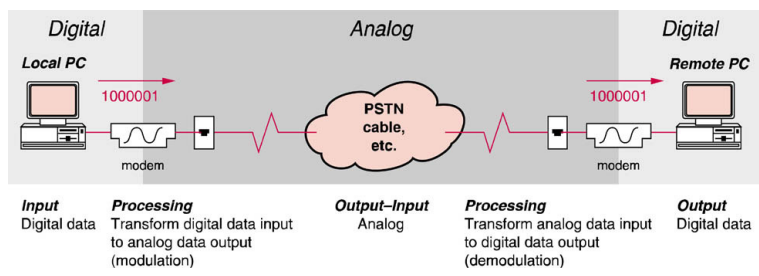 Digital
Analog
Digital
Local PC
Remote PC
1000001
1000001
PSTN
cable,
etc.
modem
modem
Input
Digital data
Processing
Transform digital data input
to analog data output
(modulation)
Output–Input
Analog
Processing
Transform analog data input
to digital data output
(demodulation)
Output
Digital data